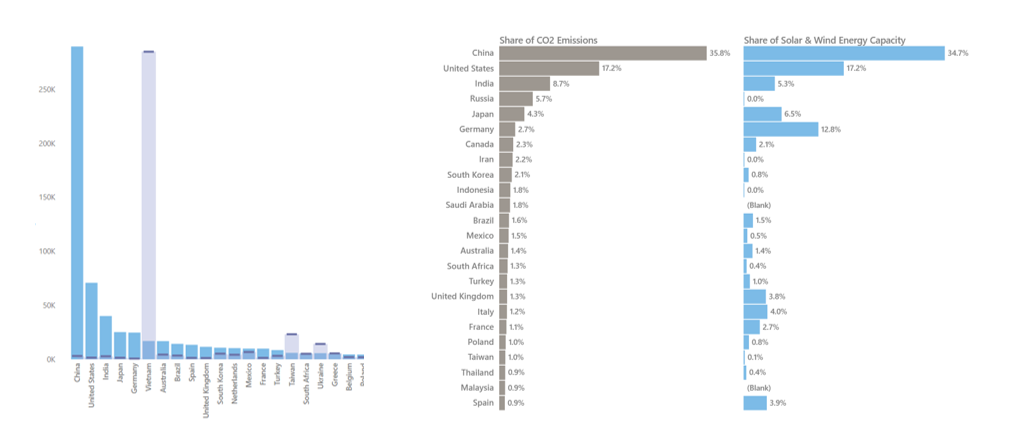 250K
200K
150K
100K
50K
0K
China
United States
India
Japan
Germany
Vietnam
Australia
Brazil
Spain
United Kingdom
South Korea
Netherlands
Mexico
France
Turkey
Taiwan
South Africa
Ukraine
Greece
Belgium
Share of CO2 Emissions
Share of Solar & Wind Energy Capacity
China 35.8% 34.7%
United States 17.2% 17.2%
India 8.7% 5.3%
Russia 5.7% 0.0%
Japan 4.3% 6.5%
Germany 2.7% 12.8%
Canada 2.3% 2.1%
Iran 2.2% 0.0%
South Korea 2.1% 0.8%
Indonesia 1.8% 0.0%
Saudi Arabia 1.8% (Blank)
Brazil 1.6% 1.5%
Mexico 1.5% 0.5%
Australia 1.4% 1.4%
South Africa 1.3% 0.4%
Turkey 1.3% 1.0%
United Kingdom 1.3% 3.8%
Italy 1.2% 4.0%
France 1.1% 2.7%
Poland 1.0% 0.8%
Taiwan 1.0% 0.1%
Thailand 0.9% 0.4%
Malaysia 0.9% (Blank)
Spain 0.9% 3.9%